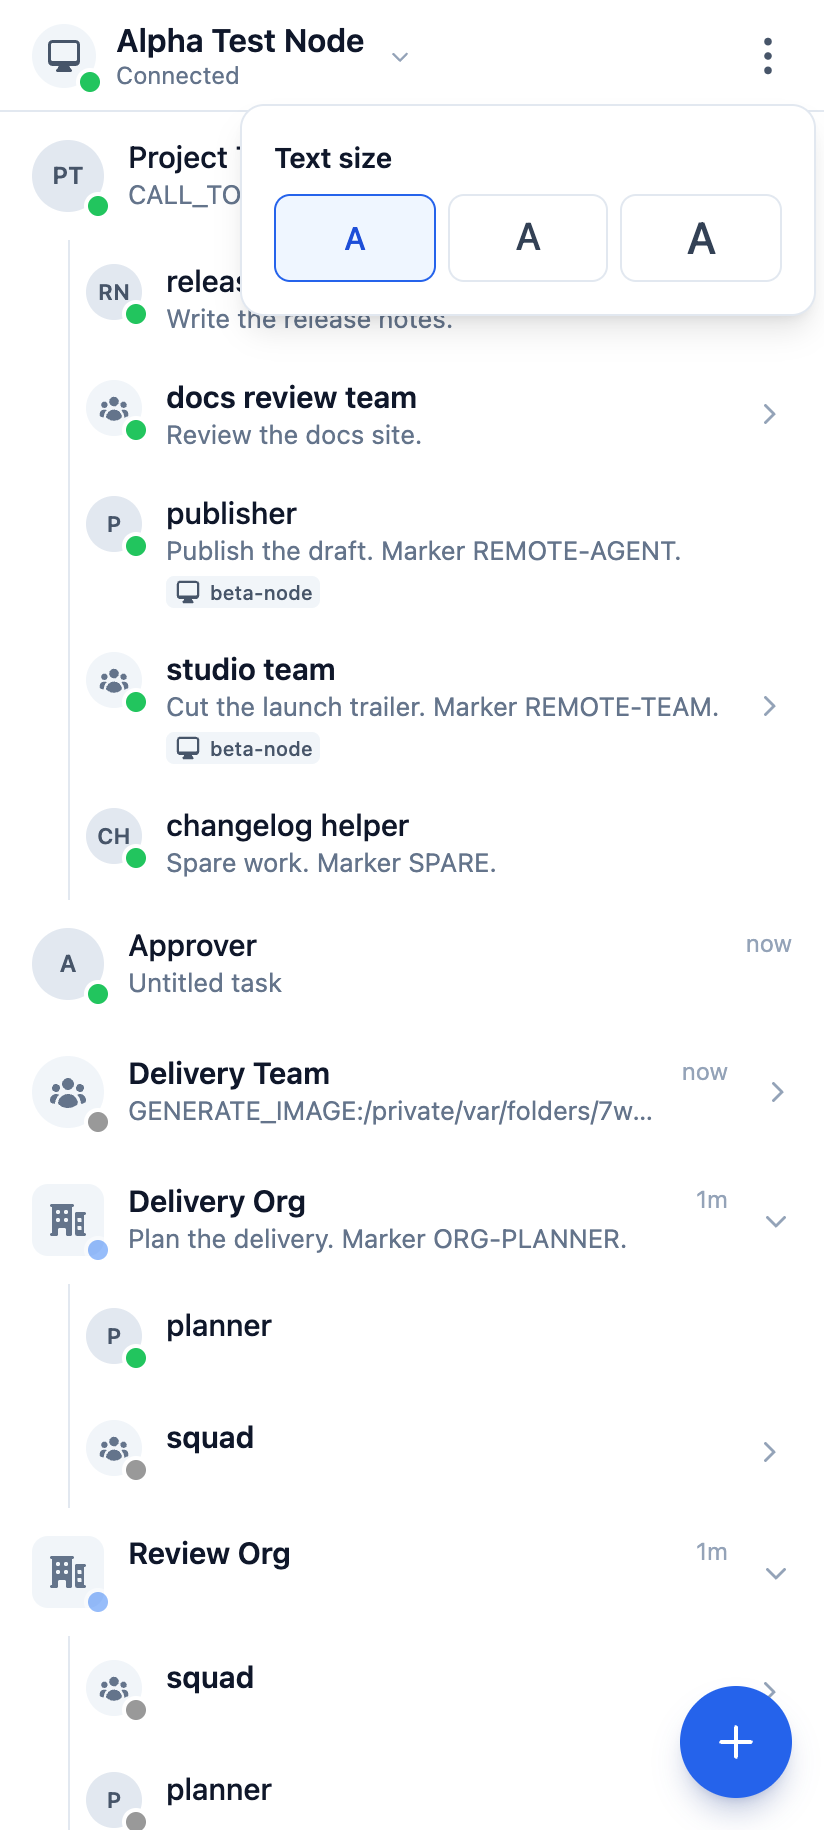 Alpha Test Node
Connected
Text size
A A A
PT
Project
CALL_TO
RN
Write the release notes.
docs review team
Review the docs site.
P
publisher
Publish the draft. Marker REMOTE-AGENT.
beta-node
studio team
Cut the launch trailer. Marker REMOTE-TEAM.
beta-node
CH
changelog helper
Spare work. Marker SPARE.
A
Approver
now
Untitled task
Delivery Team
now
GENERATE_IMAGE:/private/var/folders/7w...
Delivery Org
1m
Plan the delivery. Marker ORG-PLANNER.
P
planner
squad
Review Org
1m
squad
P
planner